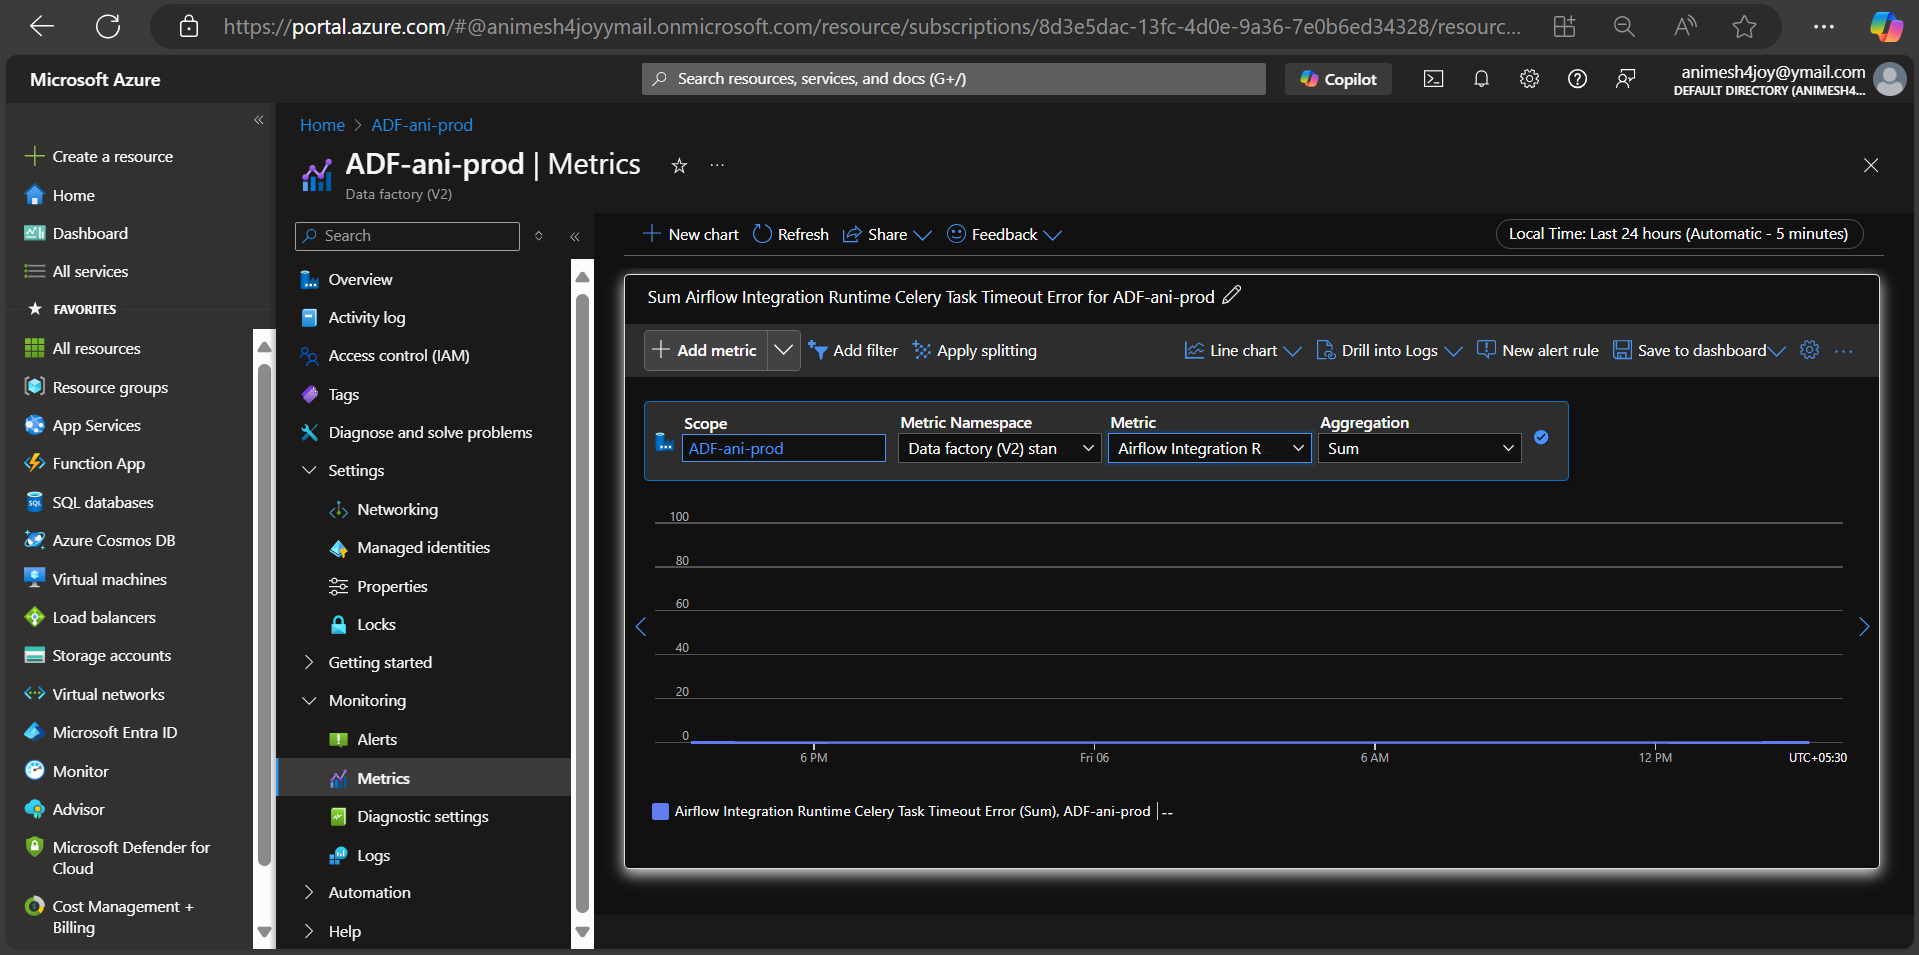 https://portal.azure.com/#@animesh4joyymail.onmicrosoft.com/resource/subscriptions/8d3e5dac-13fc-4d0e-9a36-7e0b6ed34328/resourc...
Microsoft Azure
Search resources, services, and docs (G+/)
Copilot
animesh4joy@ymail.com
DEFAULT DIRECTORY (ANIMESH4...
Create a resource
Home
Dashboard
All services
FAVORITES
All resources
Resource groups
App Services
Function App
SQL databases
Azure Cosmos DB
Virtual machines
Load balancers
Storage accounts
Virtual networks
Microsoft Entra ID
Monitor
Advisor
Microsoft Defender for
Cloud
Cost Management +
Billing
Home > ADF-ani-prod
ADF-ani-prod | Metrics
Data factory (V2)
Search
Overview
Activity log
Access control (IAM)
Tags
Diagnose and solve problems
Settings
Networking
Managed identities
Properties
Locks
Getting started
Monitoring
Alerts
Metrics
Diagnostic settings
Logs
Automation
Help
New chart
Refresh
Share
Feedback
Local Time: Last 24 hours (Automatic - 5 minutes)
Sum Airflow Integration Runtime Celery Task Timeout Error for ADF-ani-prod
Add metric
Add filter
Apply splitting
Line chart
Drill into Logs
New alert rule
Save to dashboard
Scope
ADF-ani-prod
Metric Namespace
Data factory (V2) stan
Metric
Airflow Integration R
Aggregation
Sum
100
80
60
40
20
0
6 PM
Fri 06
6 AM
12 PM
UTC+05:30
Airflow Integration Runtime Celery Task Timeout Error (Sum), ADF-ani-prod | --